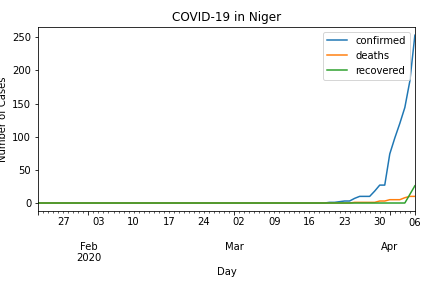 COVID-19 in Niger
confirmed
deaths
recovered
Number of Cases
250
200
150
100
50
0
27 03 10 17 24 02 09 16 23 30 06
Feb Mar Apr
2020
Day